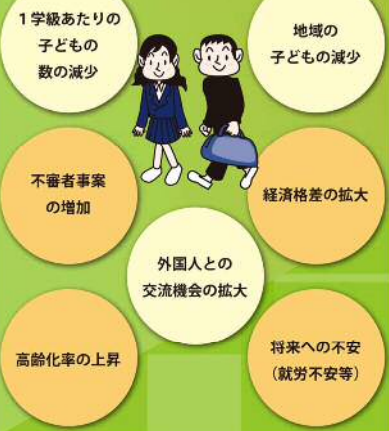 1学級あたりの
子どもの
数の減少
地域の
子どもの減少
不審者事案
の増加
経済格差の拡大
外国人との
交流機会の拡大
高齢化率の上昇
将来への不安
(就労不安等)